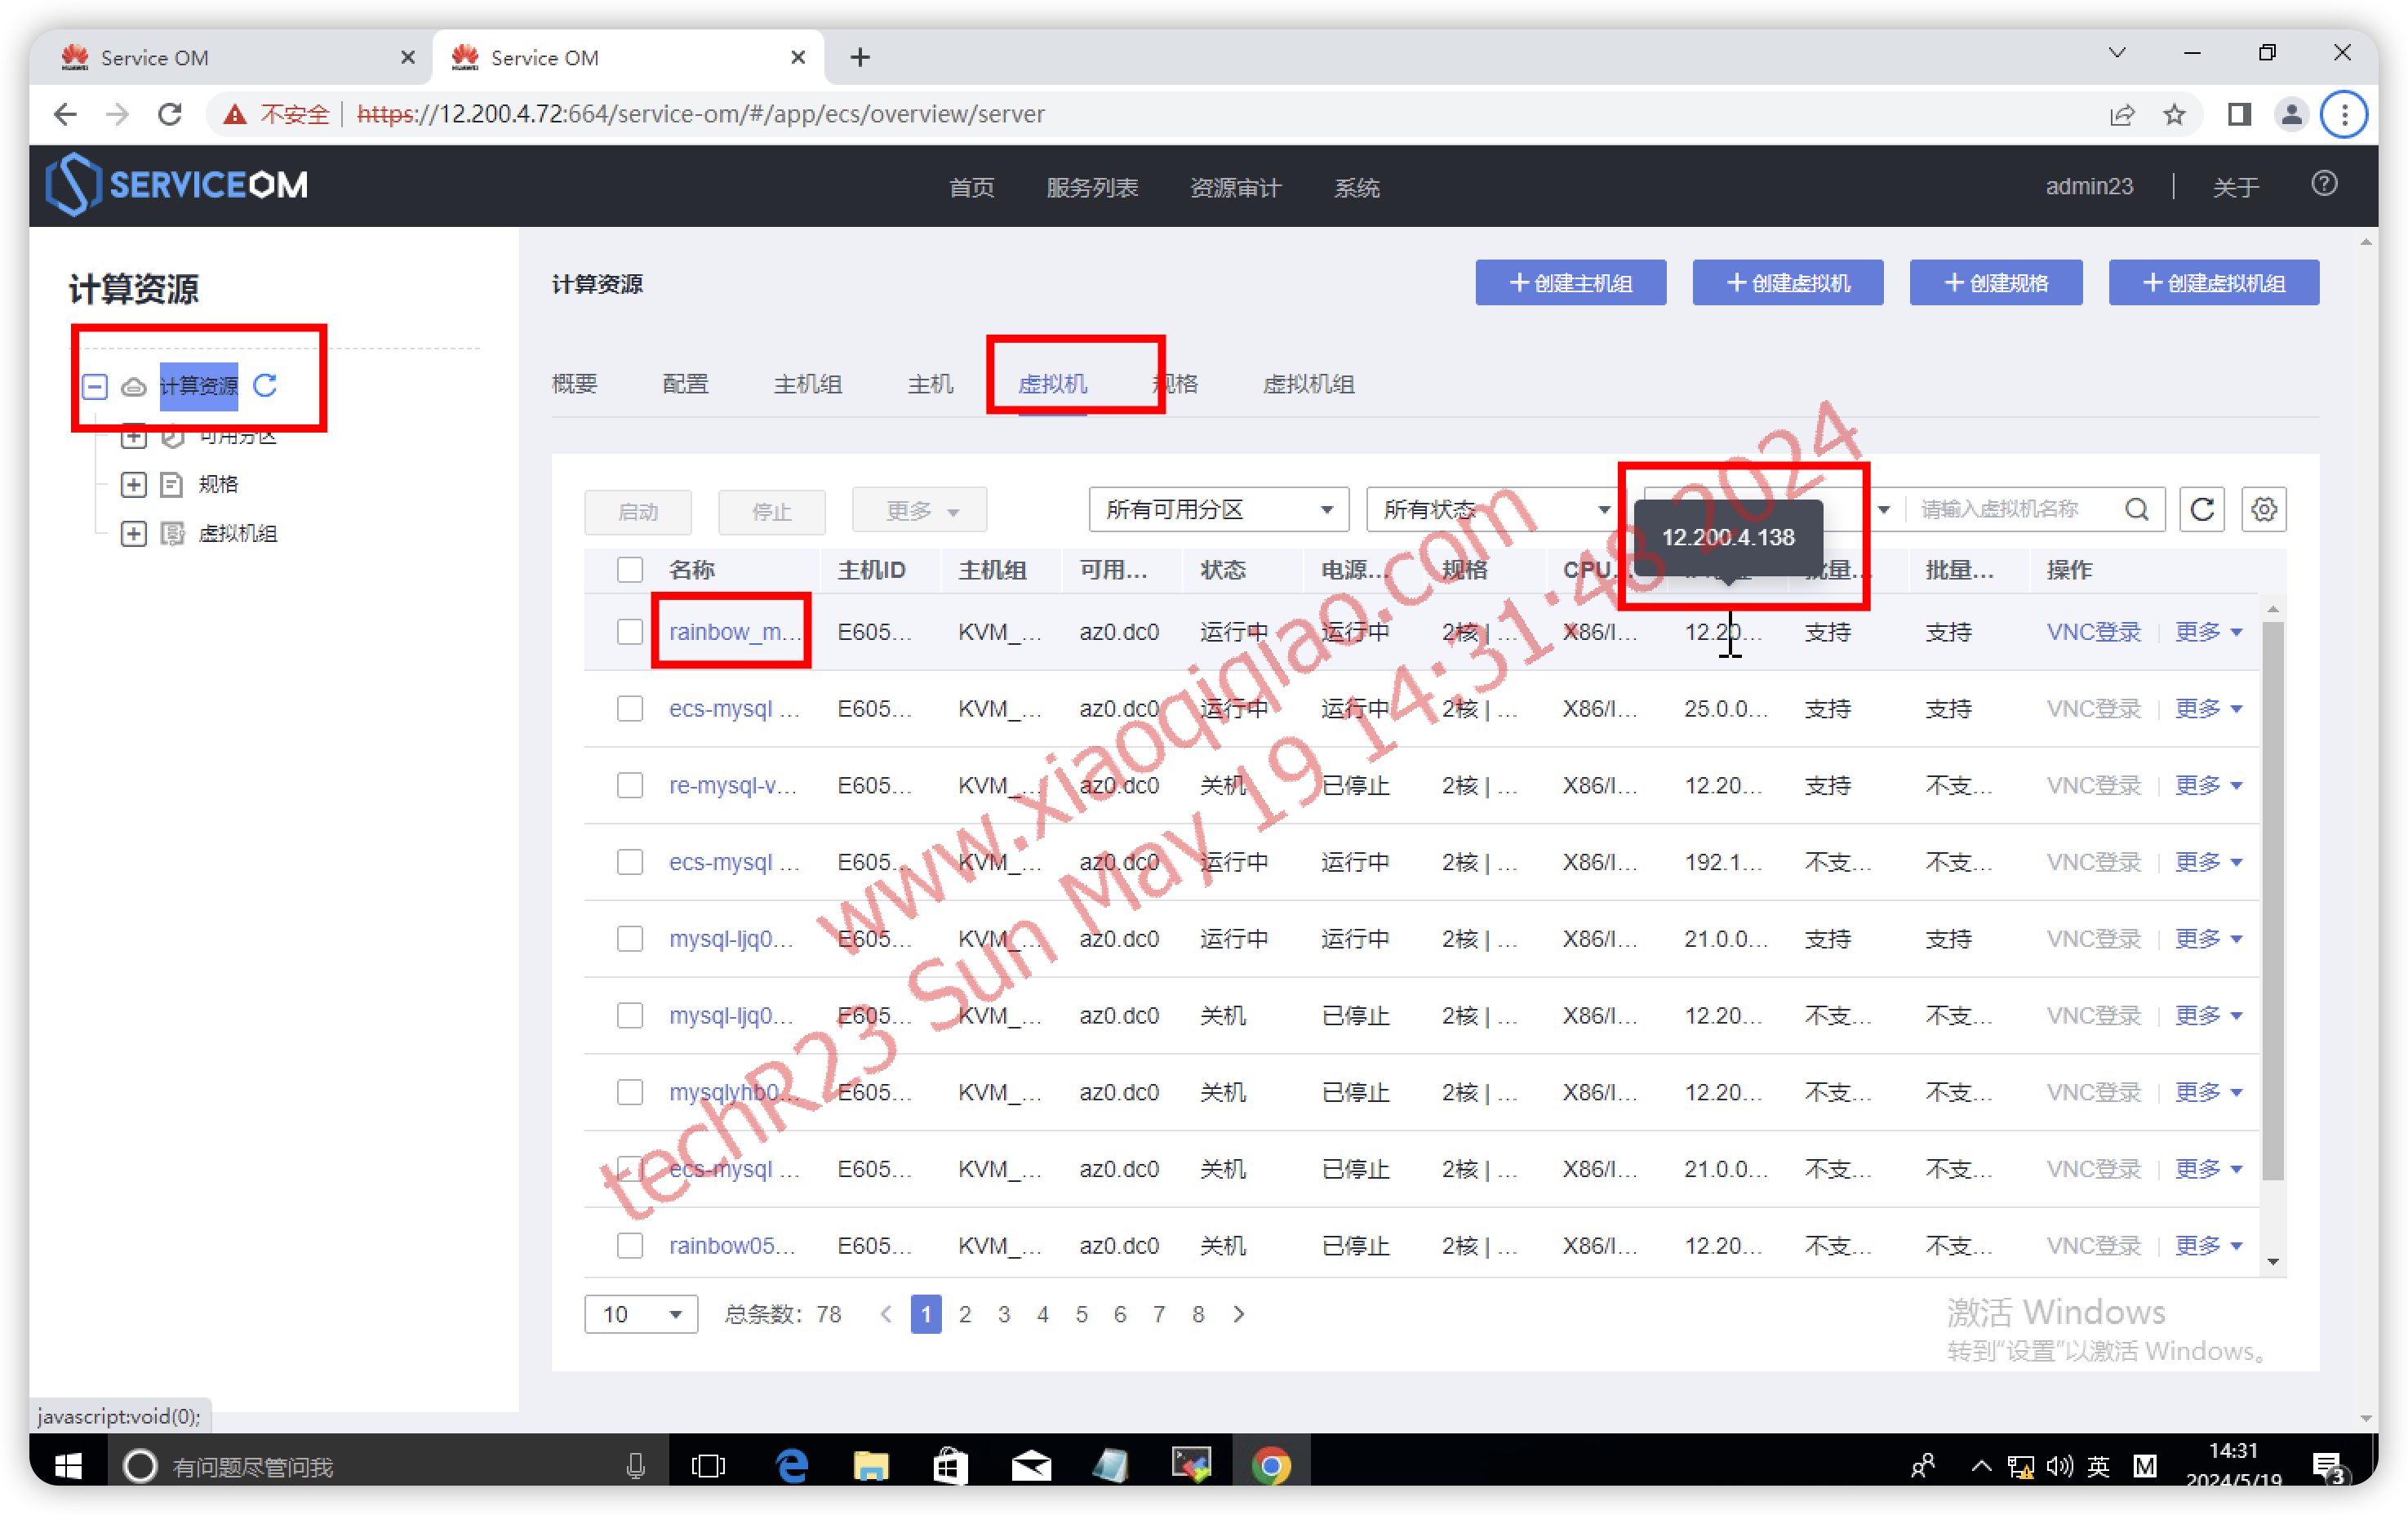 Service OM
Service OM
不安全 https://12.200.4.72:664/service-om/#/app/ecs/overview/server
SERVICEOM 首页 服务列表 资源审计 系统 admin23 关于
计算资源
计算资源
可用分区
规格
虚拟机组
计算资源 创建主机组 创建虚拟机 创建规格 创建虚拟机组
概要 配置 主机组 主机 虚拟机 规格 虚拟机组
启动 停止 更多 所有可用分区 所有状态 请输入虚拟机名称
12.200.4.138
名称 主机ID 主机组 可用... 状态 电源... 规格 CPU... 批量... 批量... 操作
rainbow_m... E605... KVM_... az0.dc0 运行中 运行中 2核 | ... X86/I... 12.20... 支持 支持 VNC登录 更多
ecs-mysql ... E605... KVM_... az0.dc0 运行中 运行中 2核 | ... X86/I... 25.0.0... 支持 支持 VNC登录 更多
re-mysql-v... E605... KVM_... az0.dc0 关机 已停止 2核 | ... X86/I... 12.20... 支持 不支... VNC登录 更多
ecs-mysql ... E605... KVM_... az0.dc0 运行中 运行中 2核 | ... X86/I... 192.1... 不支... 不支... VNC登录 更多
mysql-ljq0... E605... KVM_... az0.dc0 运行中 运行中 2核 | ... X86/I... 21.0.0... 支持 支持 VNC登录 更多
mysql-ljq0... E605... KVM_... az0.dc0 关机 已停止 2核 | ... X86/I... 12.20... 不支... 不支... VNC登录 更多
mysqlyhb0... E605... KVM_... az0.dc0 关机 已停止 2核 | ... X86/I... 12.20... 不支... 不支... VNC登录 更多
ecs-mysql ... E605... KVM_... az0.dc0 关机 已停止 2核 | ... X86/I... 21.0.0... 不支... 不支... VNC登录 更多
rainbow05... E605... KVM_... az0.dc0 关机 已停止 2核 | ... X86/I... 12.20... 不支... 不支... VNC登录 更多
10 总条数: 78 1 2 3 4 5 6 7 8
www.xiaoqiqiao.com
techR23 Sun May 19 14:31:48 2024
激活 Windows
转到“设置”以激活 Windows。
javascript:void(0);
有问题尽管问我
英 M 14:31
2024/5/19
3